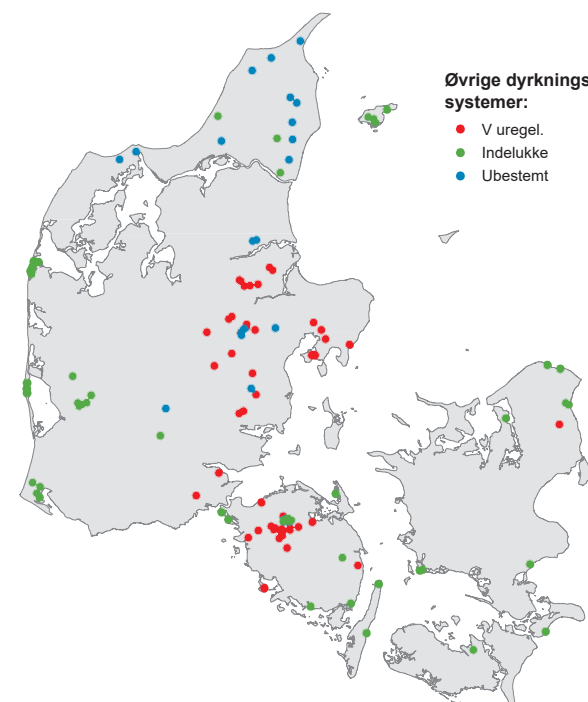 Øvrige dyrknings
systemer:
V uregel.
Indelukke
Ubestemt